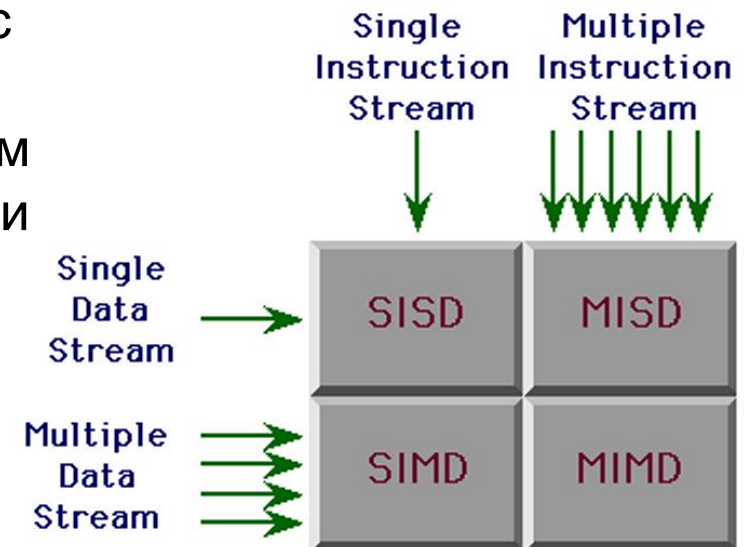 с
м
и
Single
Instruction
Stream
Multiple
Instruction
Stream
Single
Data
Stream
SISD
MISD
Multiple
Data
Stream
SIMD
MIMD